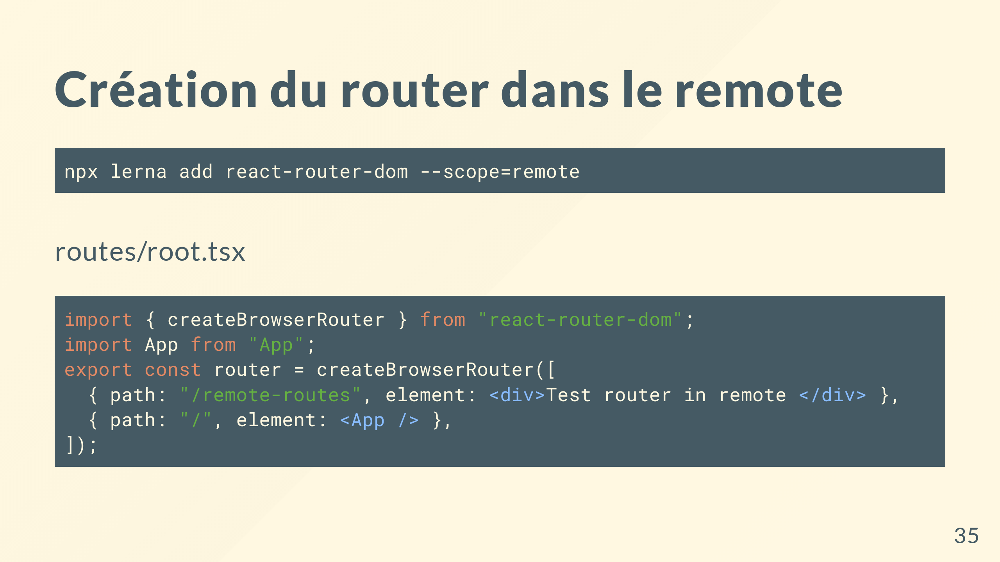 Création du router dans le remote
npx lerna add react-router-dom --scope=remote
routes/root.tsx
import { createBrowserRouter } from "react-router-dom";
import App from "App";
export const router = createBrowserRouter([
  { path: "/remote-routes", element: <div>Test router in remote </div> },
  { path: "/", element: <App /> },
]);
35